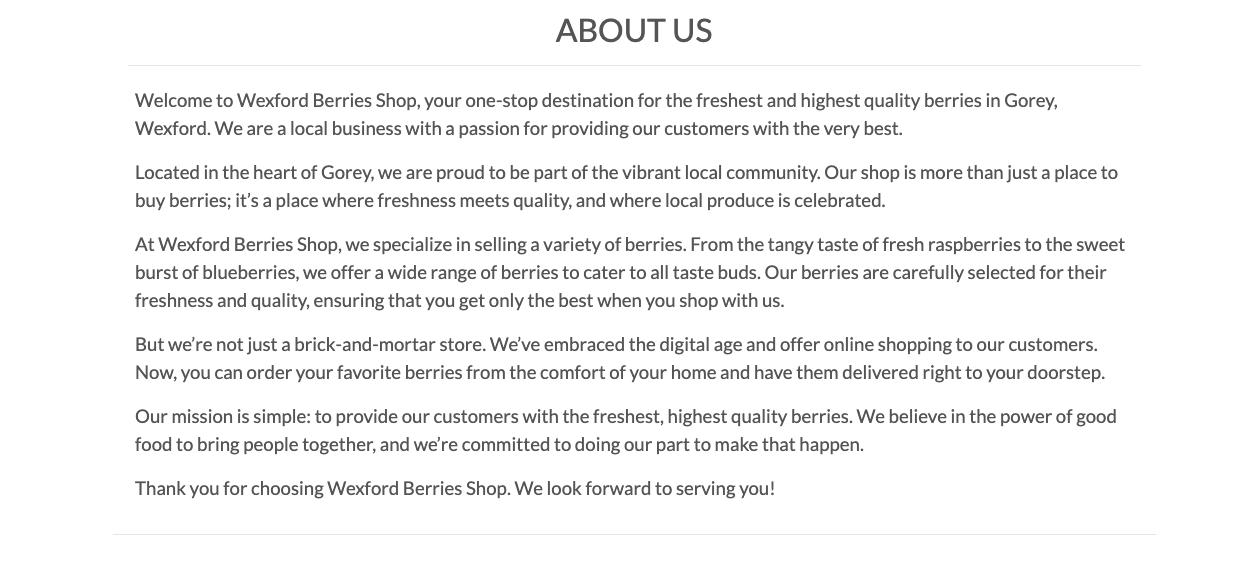 ABOUT US
Welcome to Wexford Berries Shop, your one-stop destination for the freshest and highest quality berries in Gorey,
Wexford. We are a local business with a passion for providing our customers with the very best.
Located in the heart of Gorey, we are proud to be part of the vibrant local community. Our shop is more than just a place to
buy berries; it’s a place where freshness meets quality, and where local produce is celebrated.
At Wexford Berries Shop, we specialize in selling a variety of berries. From the tangy taste of fresh raspberries to the sweet
burst of blueberries, we offer a wide range of berries to cater to all taste buds. Our berries are carefully selected for their
freshness and quality, ensuring that you get only the best when you shop with us.
But we’re not just a brick-and-mortar store. We’ve embraced the digital age and offer online shopping to our customers.
Now, you can order your favorite berries from the comfort of your home and have them delivered right to your doorstep.
Our mission is simple: to provide our customers with the freshest, highest quality berries. We believe in the power of good
food to bring people together, and we’re committed to doing our part to make that happen.
Thank you for choosing Wexford Berries Shop. We look forward to serving you!